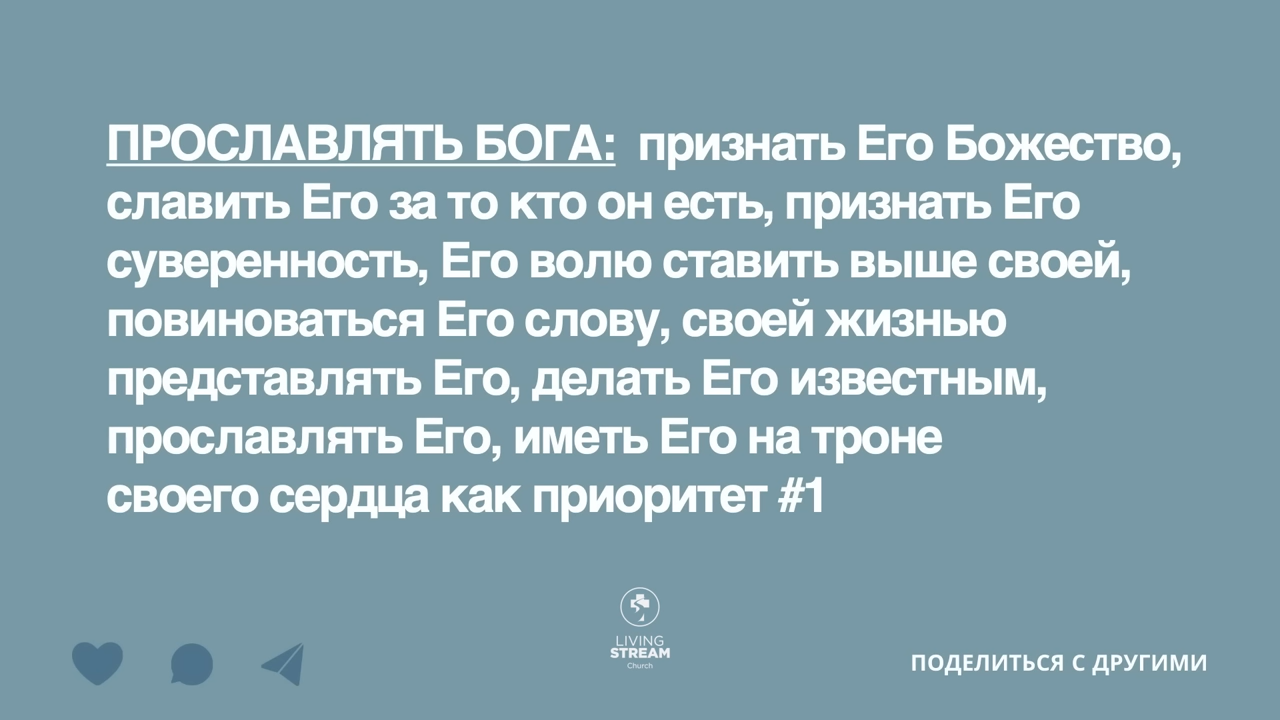 ПРОСЛАВЛЯТЬ БОГА: признать Его Божество,
славить Его за то кто он есть, признать Его
суверенность, Его волю ставить выше своей,
повиноваться Его слову, своей жизнью
представлять Его, делать Его известным,
прославлять Его, иметь Его на троне
своего сердца как приоритет #1
LIVING
STREAM
Church
ПОДЕЛИТЬСЯ С ДРУГИМИ